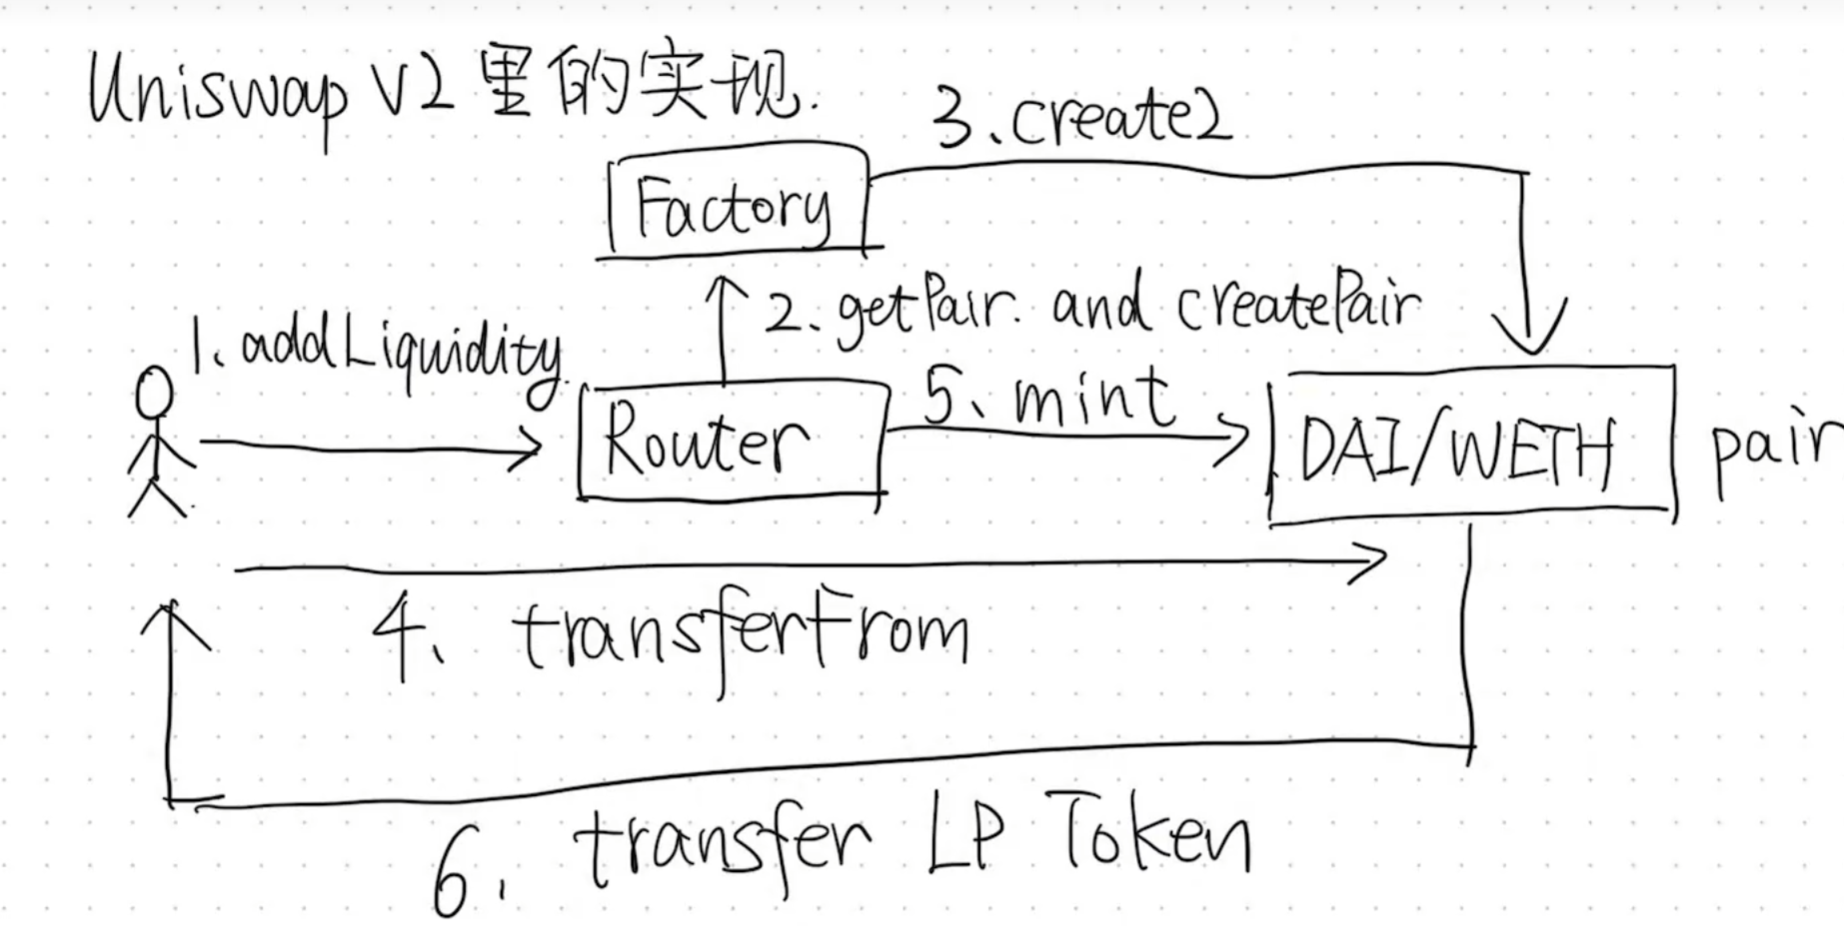 Uniswap V2 里的实现.
3、create2
Factory
2、getPair. and createPair
1、addLiquidity.
5、mint
Router
DAI/WETH
pair
4、transferFrom
6、transfer LP Token